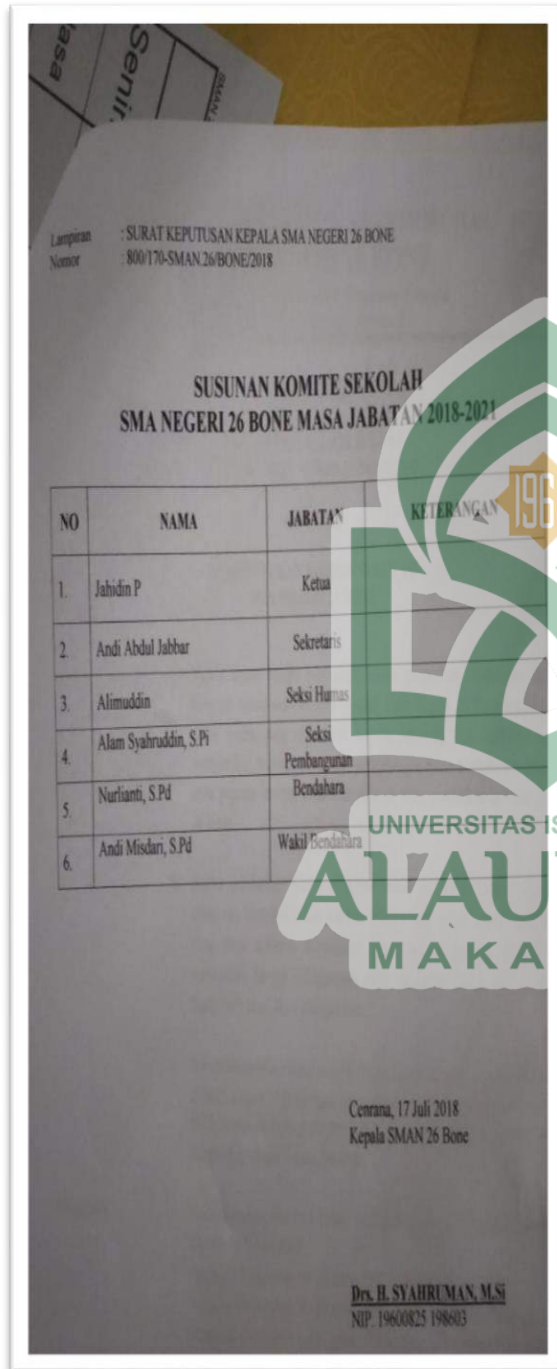 Senin
SMAN
Lampiran : SURAT KEPUTUSAN KEPALA SMA NEGERI 26 BONE
Nomor : 800/170-SMAN.26/BONE/2018
SUSUNAN KOMITE SEKOLAH
SMA NEGERI 26 BONE MASA JABATAN 2018-2021
NO NAMA JABATAN KETERANGAN
1. Jahidin P Ketua
2. Andi Abdul Jabbar Sekretaris
3. Alimuddin Seksi Humas
4. Alam Syahruddin, S.Pi Seksi
Pembangunan
5. Nurlianti, S.Pd Bendahara
6. Andi Misdari, S.Pd Wakil Bendahara
196
UNIVERSITAS IS
ALAU
MAKA
Cenrana, 17 Juli 2018
Kepala SMAN 26 Bone
Drs. H. SYAHRUMAN, M.Si
NIP. 19600825 198603